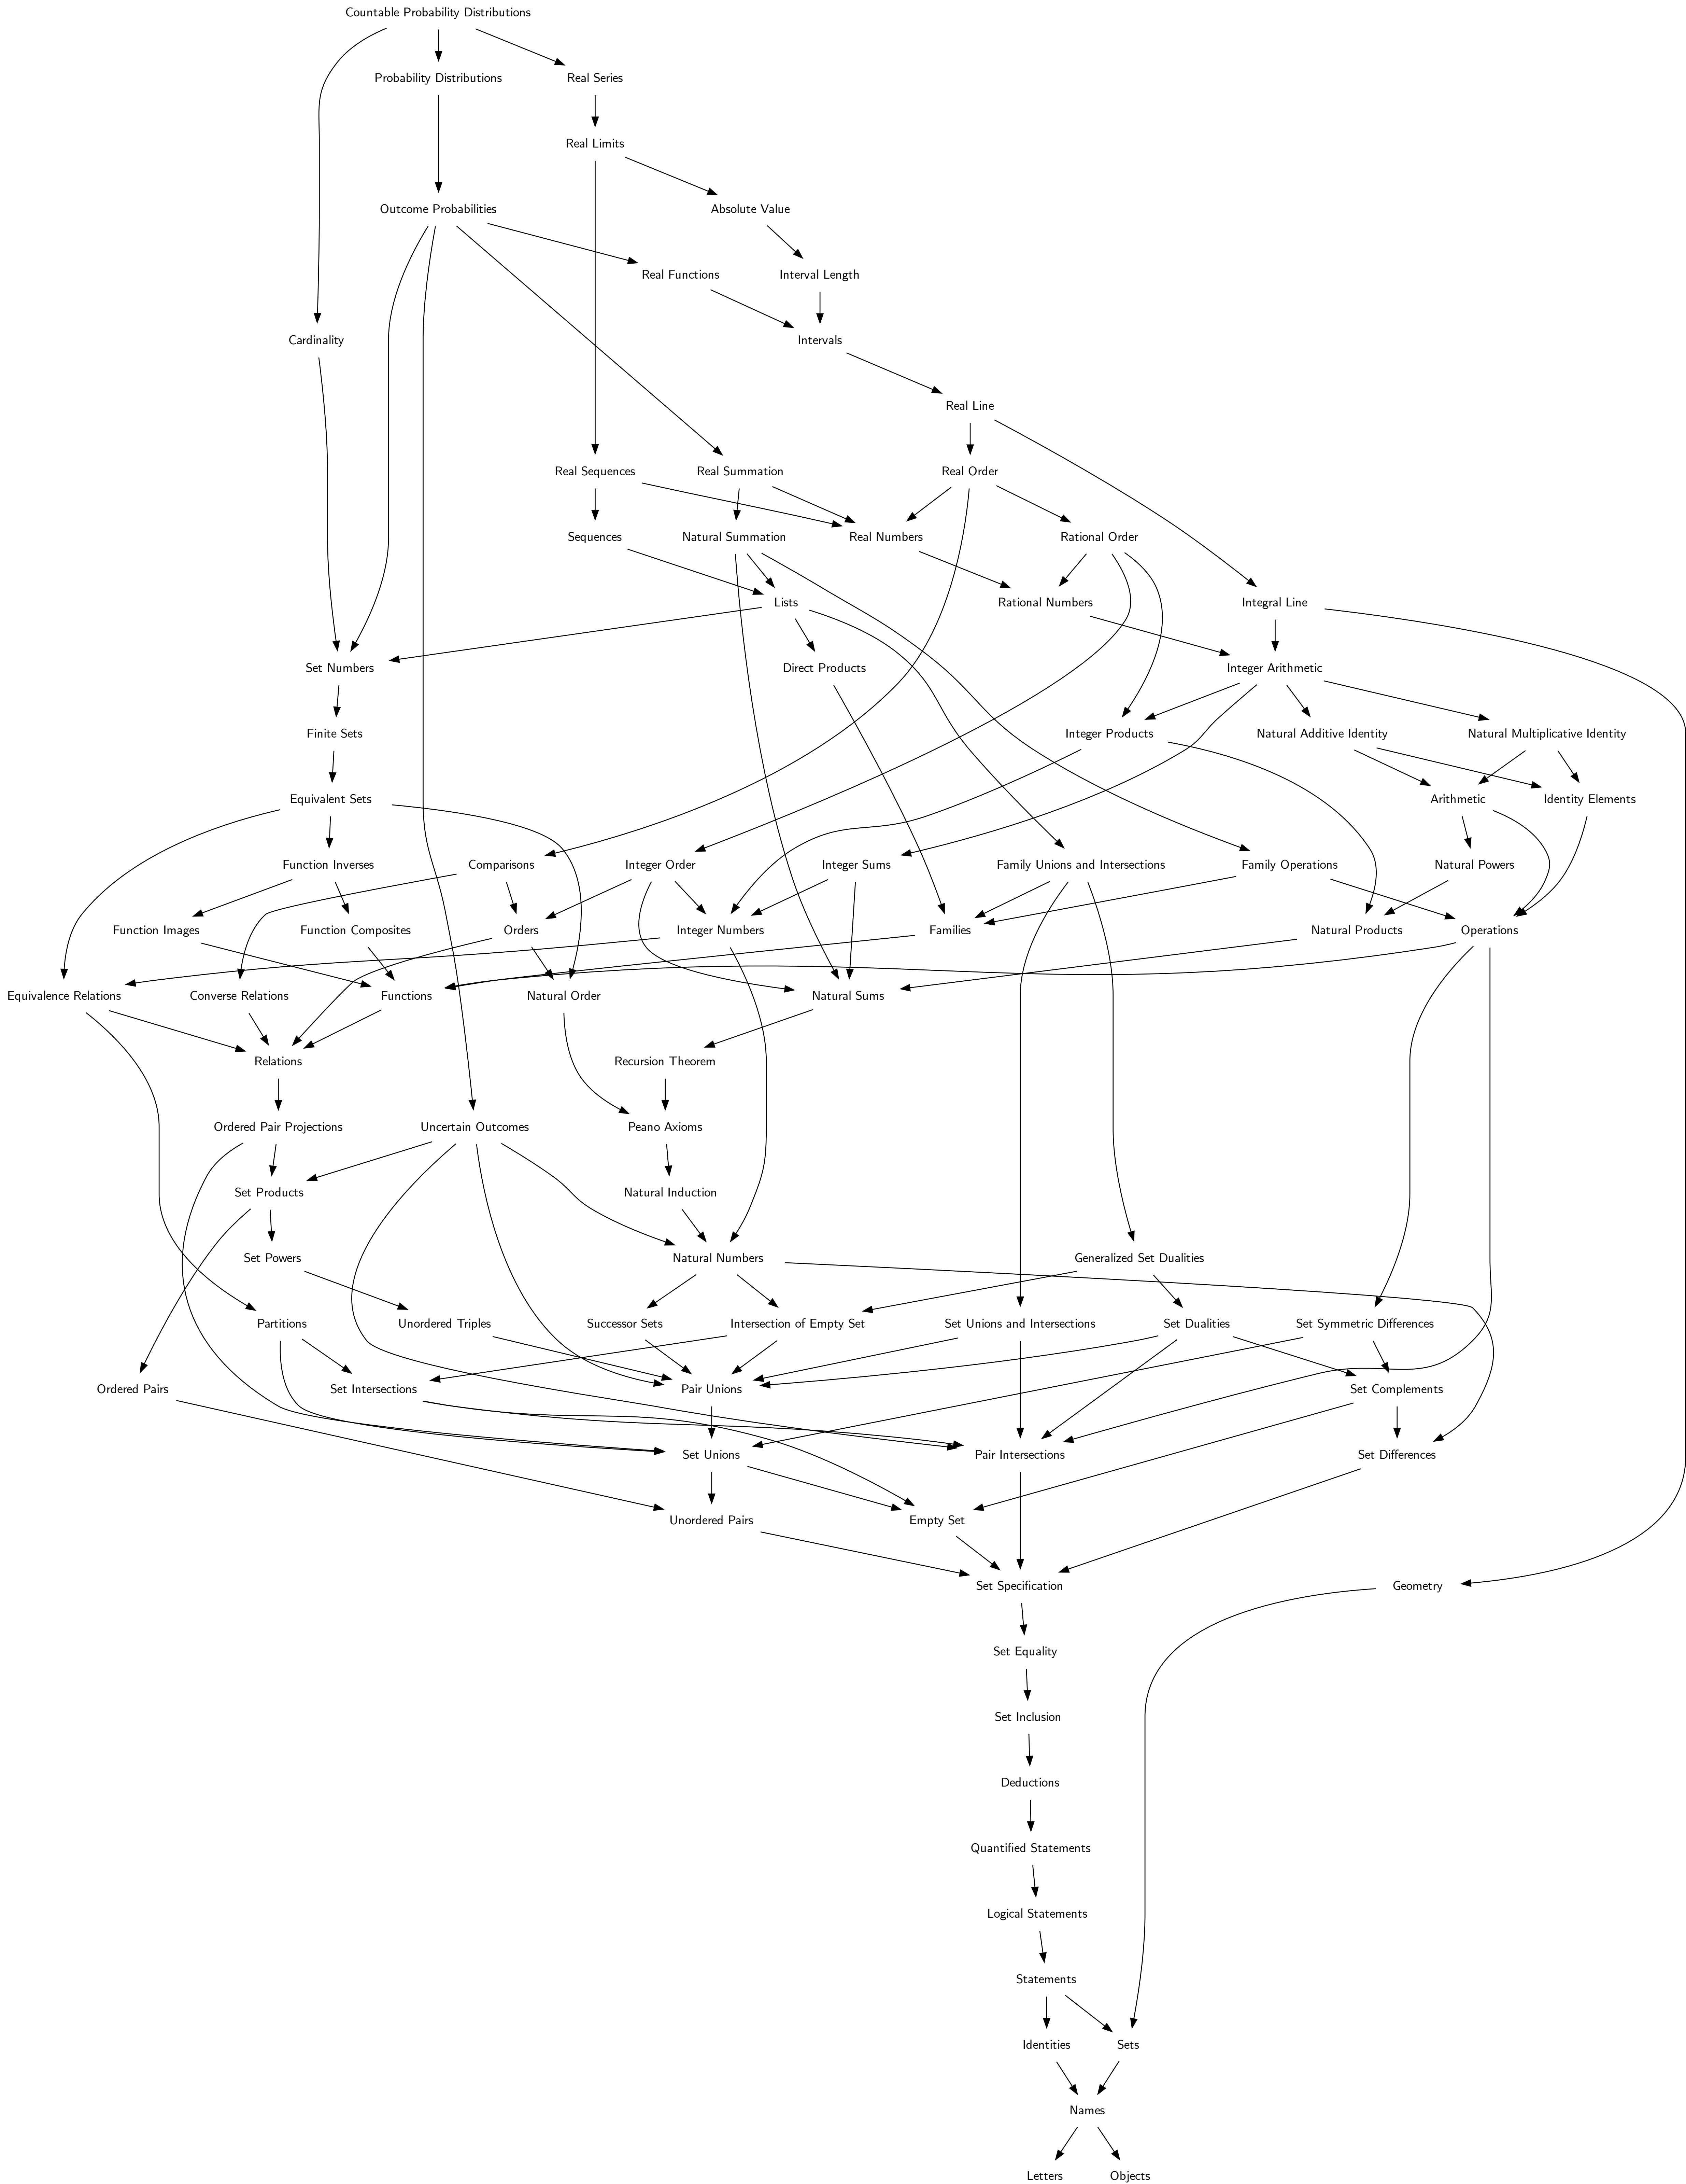 Countable Probability Distributions
Probability Distributions
Real Series
Real Limits
Outcome Probabilities
Absolute Value
Real Functions
Interval Length
Cardinality
Intervals
Real Line
Real Sequences
Real Summation
Real Order
Sequences
Natural Summation
Real Numbers
Rational Order
Lists
Rational Numbers
Integral Line
Set Numbers
Direct Products
Integer Arithmetic
Finite Sets
Integer Products
Natural Additive Identity
Natural Multiplicative Identity
Equivalent Sets
Arithmetic
Identity Elements
Function Inverses
Comparisons
Integer Order
Integer Sums
Family Unions and Intersections
Family Operations
Natural Powers
Function Images
Function Composites
Orders
Integer Numbers
Families
Natural Products
Operations
Equivalence Relations
Converse Relations
Functions
Natural Order
Natural Sums
Relations
Recursion Theorem
Ordered Pair Projections
Uncertain Outcomes
Peano Axioms
Set Products
Natural Induction
Set Powers
Natural Numbers
Generalized Set Dualities
Partitions
Unordered Triples
Successor Sets
Intersection of Empty Set
Set Unions and Intersections
Set Dualities
Set Symmetric Differences
Ordered Pairs
Set Intersections
Pair Unions
Set Complements
Set Unions
Pair Intersections
Set Differences
Unordered Pairs
Empty Set
Set Specification
Geometry
Set Equality
Set Inclusion
Deductions
Quantified Statements
Logical Statements
Statements
Identities
Sets
Names
Letters
Objects